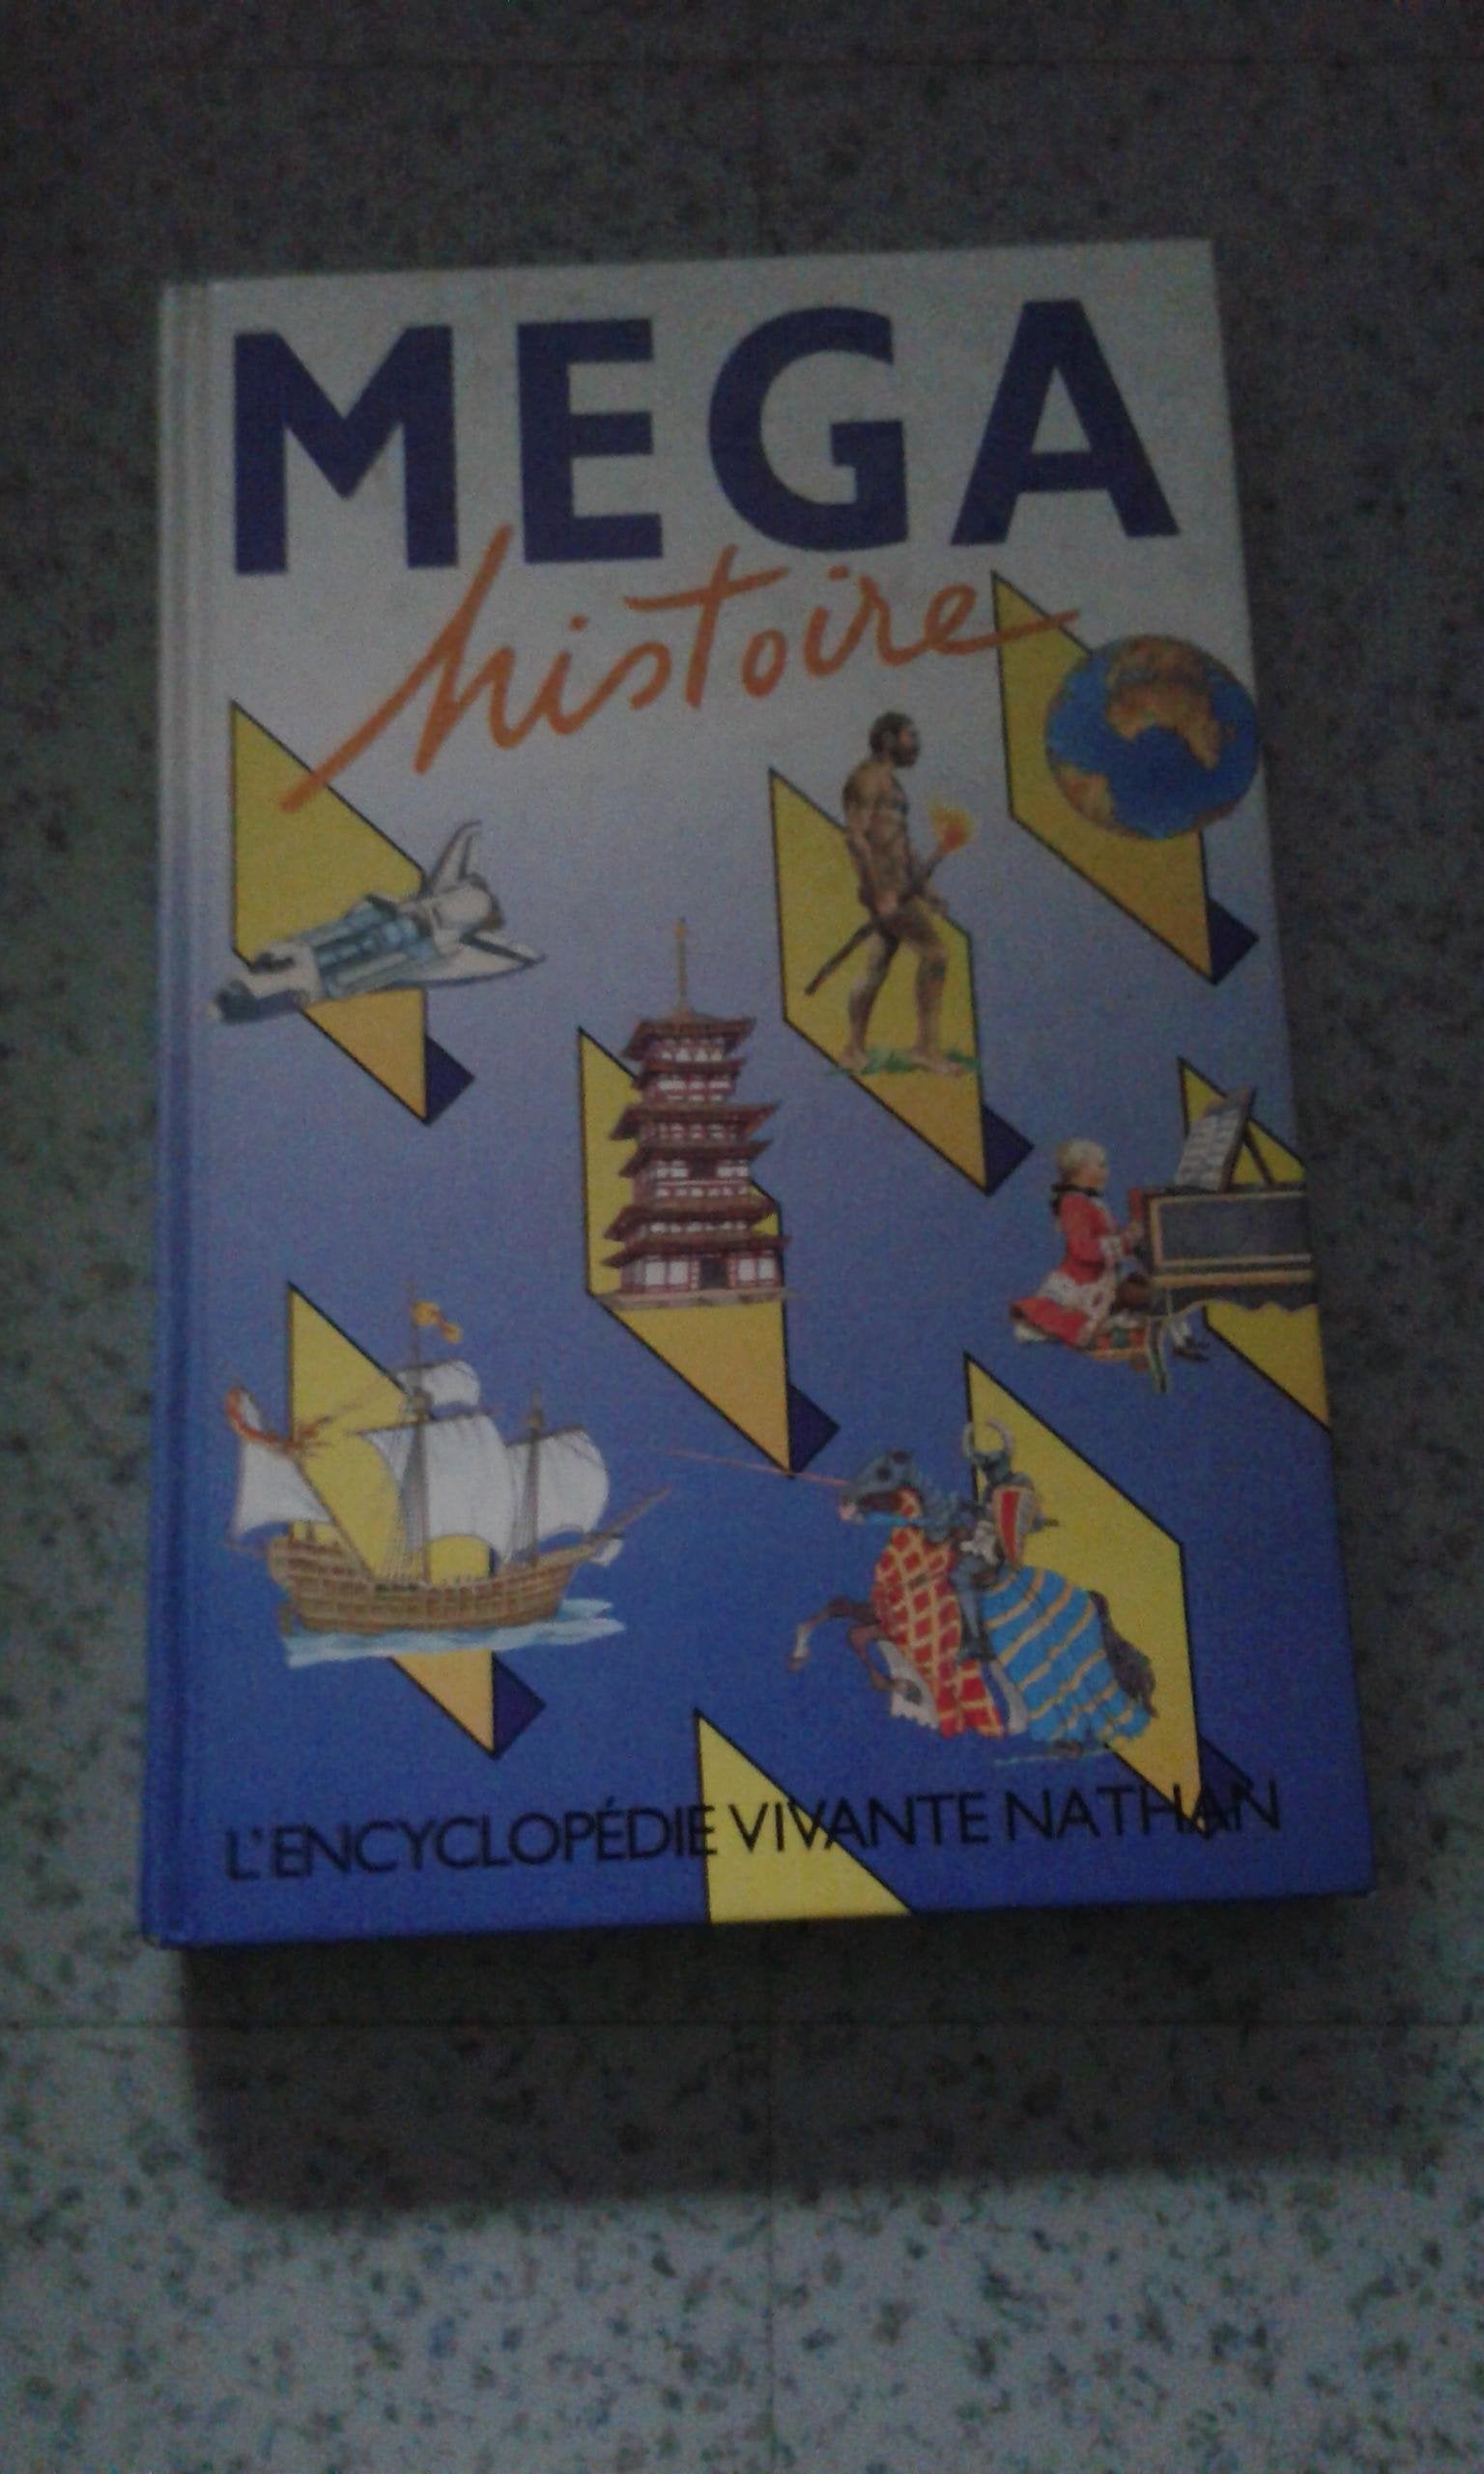 MEGA
histoire
L'ENCYCLOPÉDIE VIVANTE NATHAN